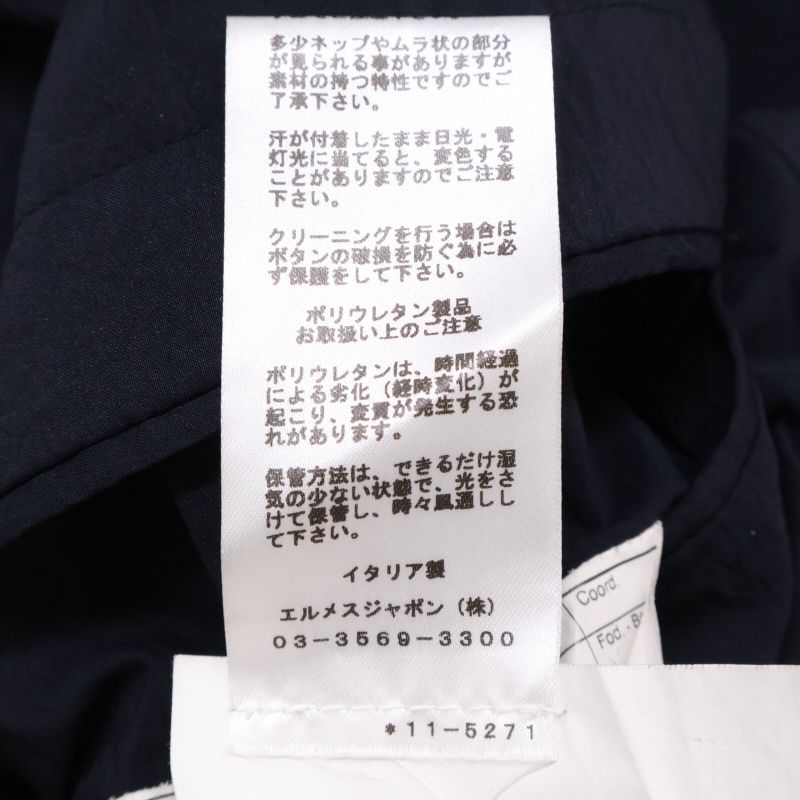 多少ネップやムラ状の部分
が見られる事がありますが
素材の持つ特性ですのでご
了承下さい。
汗が付着したまま日光・電
灯光に当てると、変色する
ことがありますのでご注意
下さい。
クリーニングを行う場合は
ボタンの破損を防ぐ為に必
ず保護をして下さい。
ポリウレタン製品
お取扱い上のご注意
ポリウレタンは、時間経過
による劣化（経時変化）が
起こり、変質が発生する恐
れがあります。
保管方法は、できるだけ湿
気の少ない状態で、光をさ
けて保管し、時々風通しし
て下さい。
イタリア製
エルメスジャポン（株）
03-3569-3300
*11-5271
Coord.
Fod.-